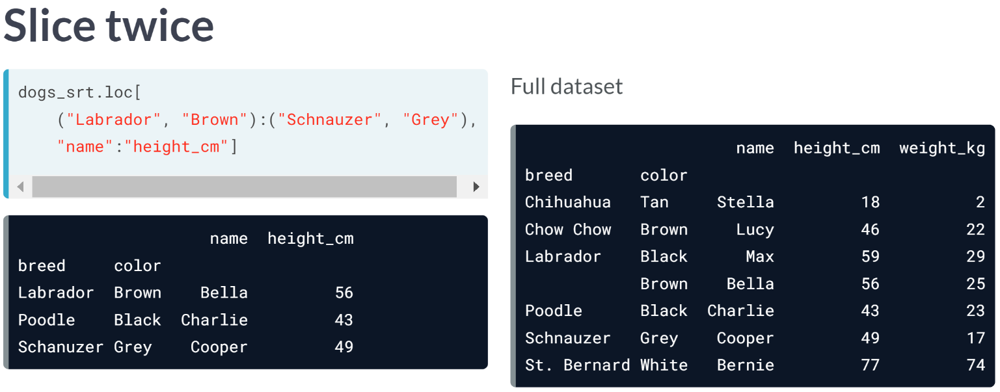 Slice twice
dogs_srt.loc[
    ("Labrador", "Brown"):("Schnauzer", "Grey"),
    "name":"height_cm"]
                    name  height_cm
breed     color
Labrador  Brown    Bella         56
Poodle    Black  Charlie         43
Schanuzer Grey    Cooper         49
Full dataset
                      name  height_cm  weight_kg
breed       color
Chihuahua   Tan     Stella         18          2
Chow Chow   Brown     Lucy         46         22
Labrador    Black      Max         59         29
            Brown    Bella         56         25
Poodle      Black  Charlie         43         23
Schnauzer   Grey    Cooper         49         17
St. Bernard White   Bernie         77         74